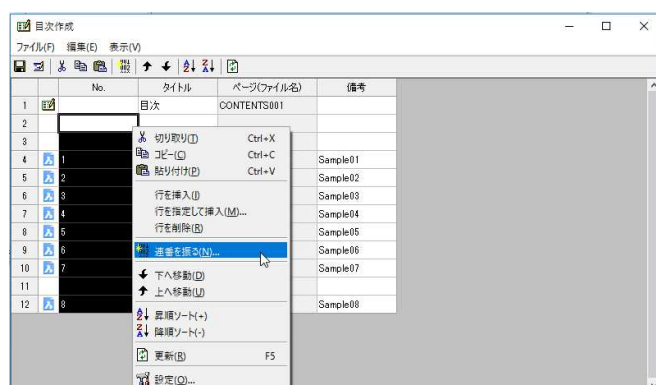 目次作成
ファイル(F) 編集(E) 表示(V)
No. タイトル ページ(ファイル名) 備考
1 目次 CONTENTS001
2
3
4 1 Sample01
5 2 Sample02
6 3 Sample03
7 4 Sample04
8 5 Sample05
9 6 Sample06
10 7 Sample07
11
12 8 Sample08
切り取り(T) Ctrl+X
コピー(C) Ctrl+C
貼り付け(P) Ctrl+V
行を挿入(I)
行を指定して挿入(M)...
行を削除(R)
連番を振る(N)...
下へ移動(D)
上へ移動(U)
昇順ソート(+)
降順ソート(-)
更新(R) F5
設定(O)...